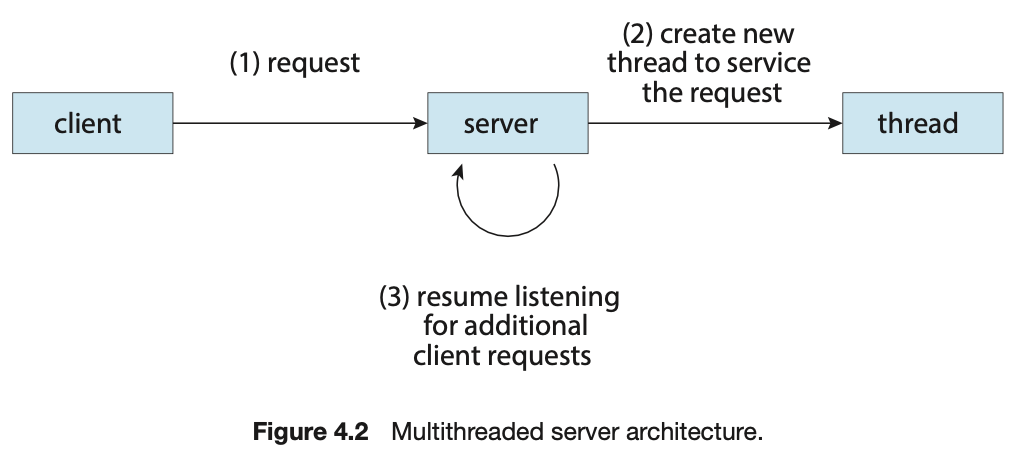 (1) request
(2) create new
thread to service
the request
client
server
thread
(3) resume listening
for additional
client requests
Figure 4.2 Multithreaded server architecture.